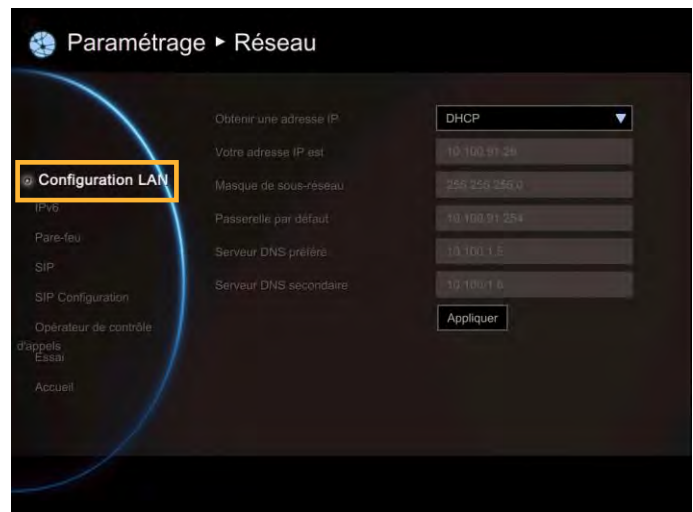 Paramétrage ▸ Réseau
Obtenir une adresse IP
DHCP
Votre adresse IP est
10.100.91.26
Configuration LAN
Masque de sous-réseau
255.255.255.0
IPv6
Passerelle par défaut
10.100.91.254
Pare-feu
Serveur DNS préféré
10.100.1.5
SIP
Serveur DNS secondaire
10.100.1.6
SIP Configuration
Appliquer
Opérateur de contrôle
d'appels
Essai
Accueil